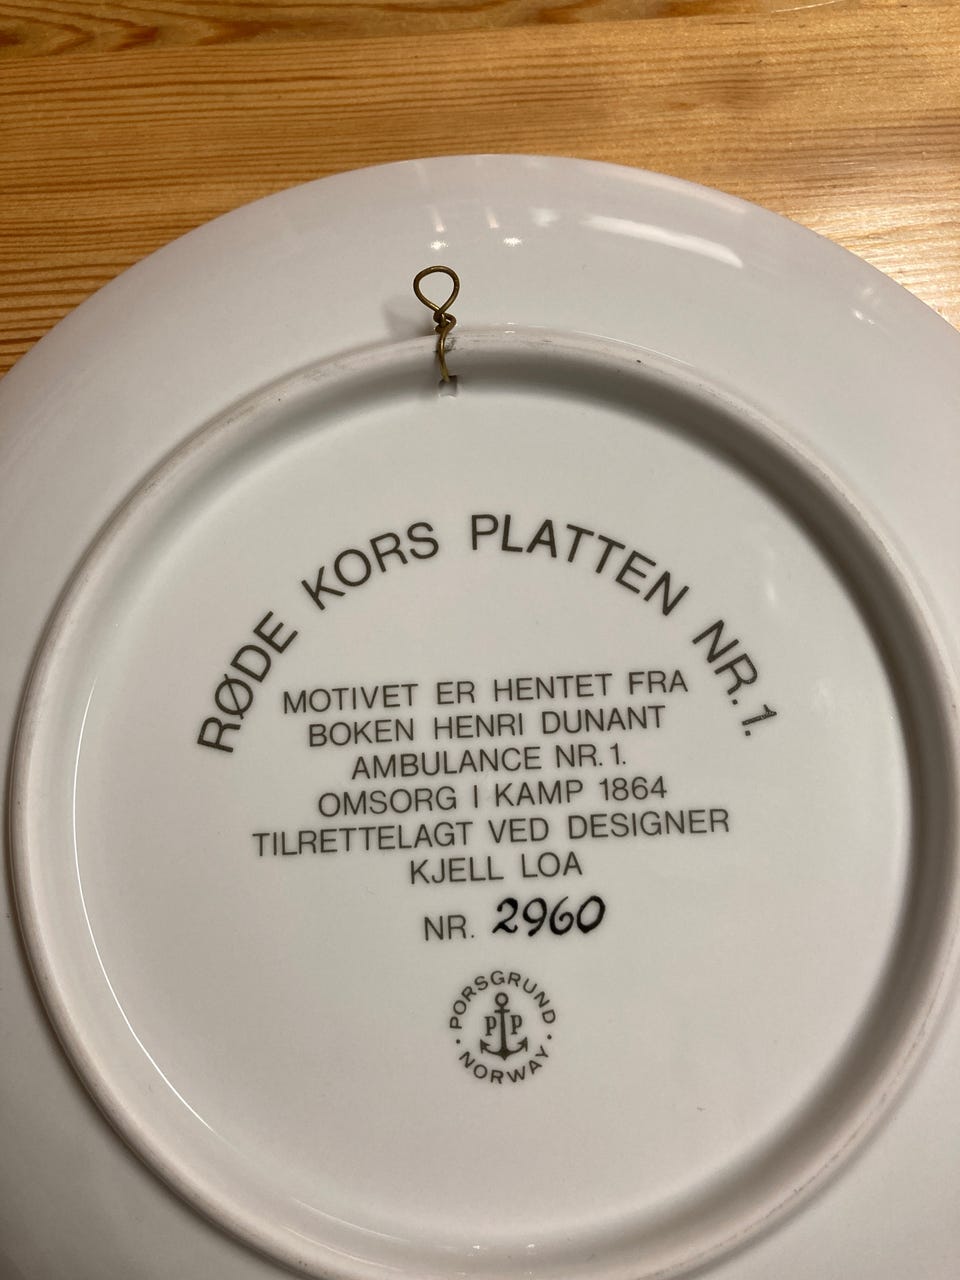 RØDE KORS PLATTEN NR.1.
MOTIVET ER HENTET FRA
BOKEN HENRI DUNANT
AMBULANCE NR.1.
OMSORG I KAMP 1864
TILRETTELAGT VED DESIGNER
KJELL LOA
NR. 2960
PORSGRUND
P P
NORWAY